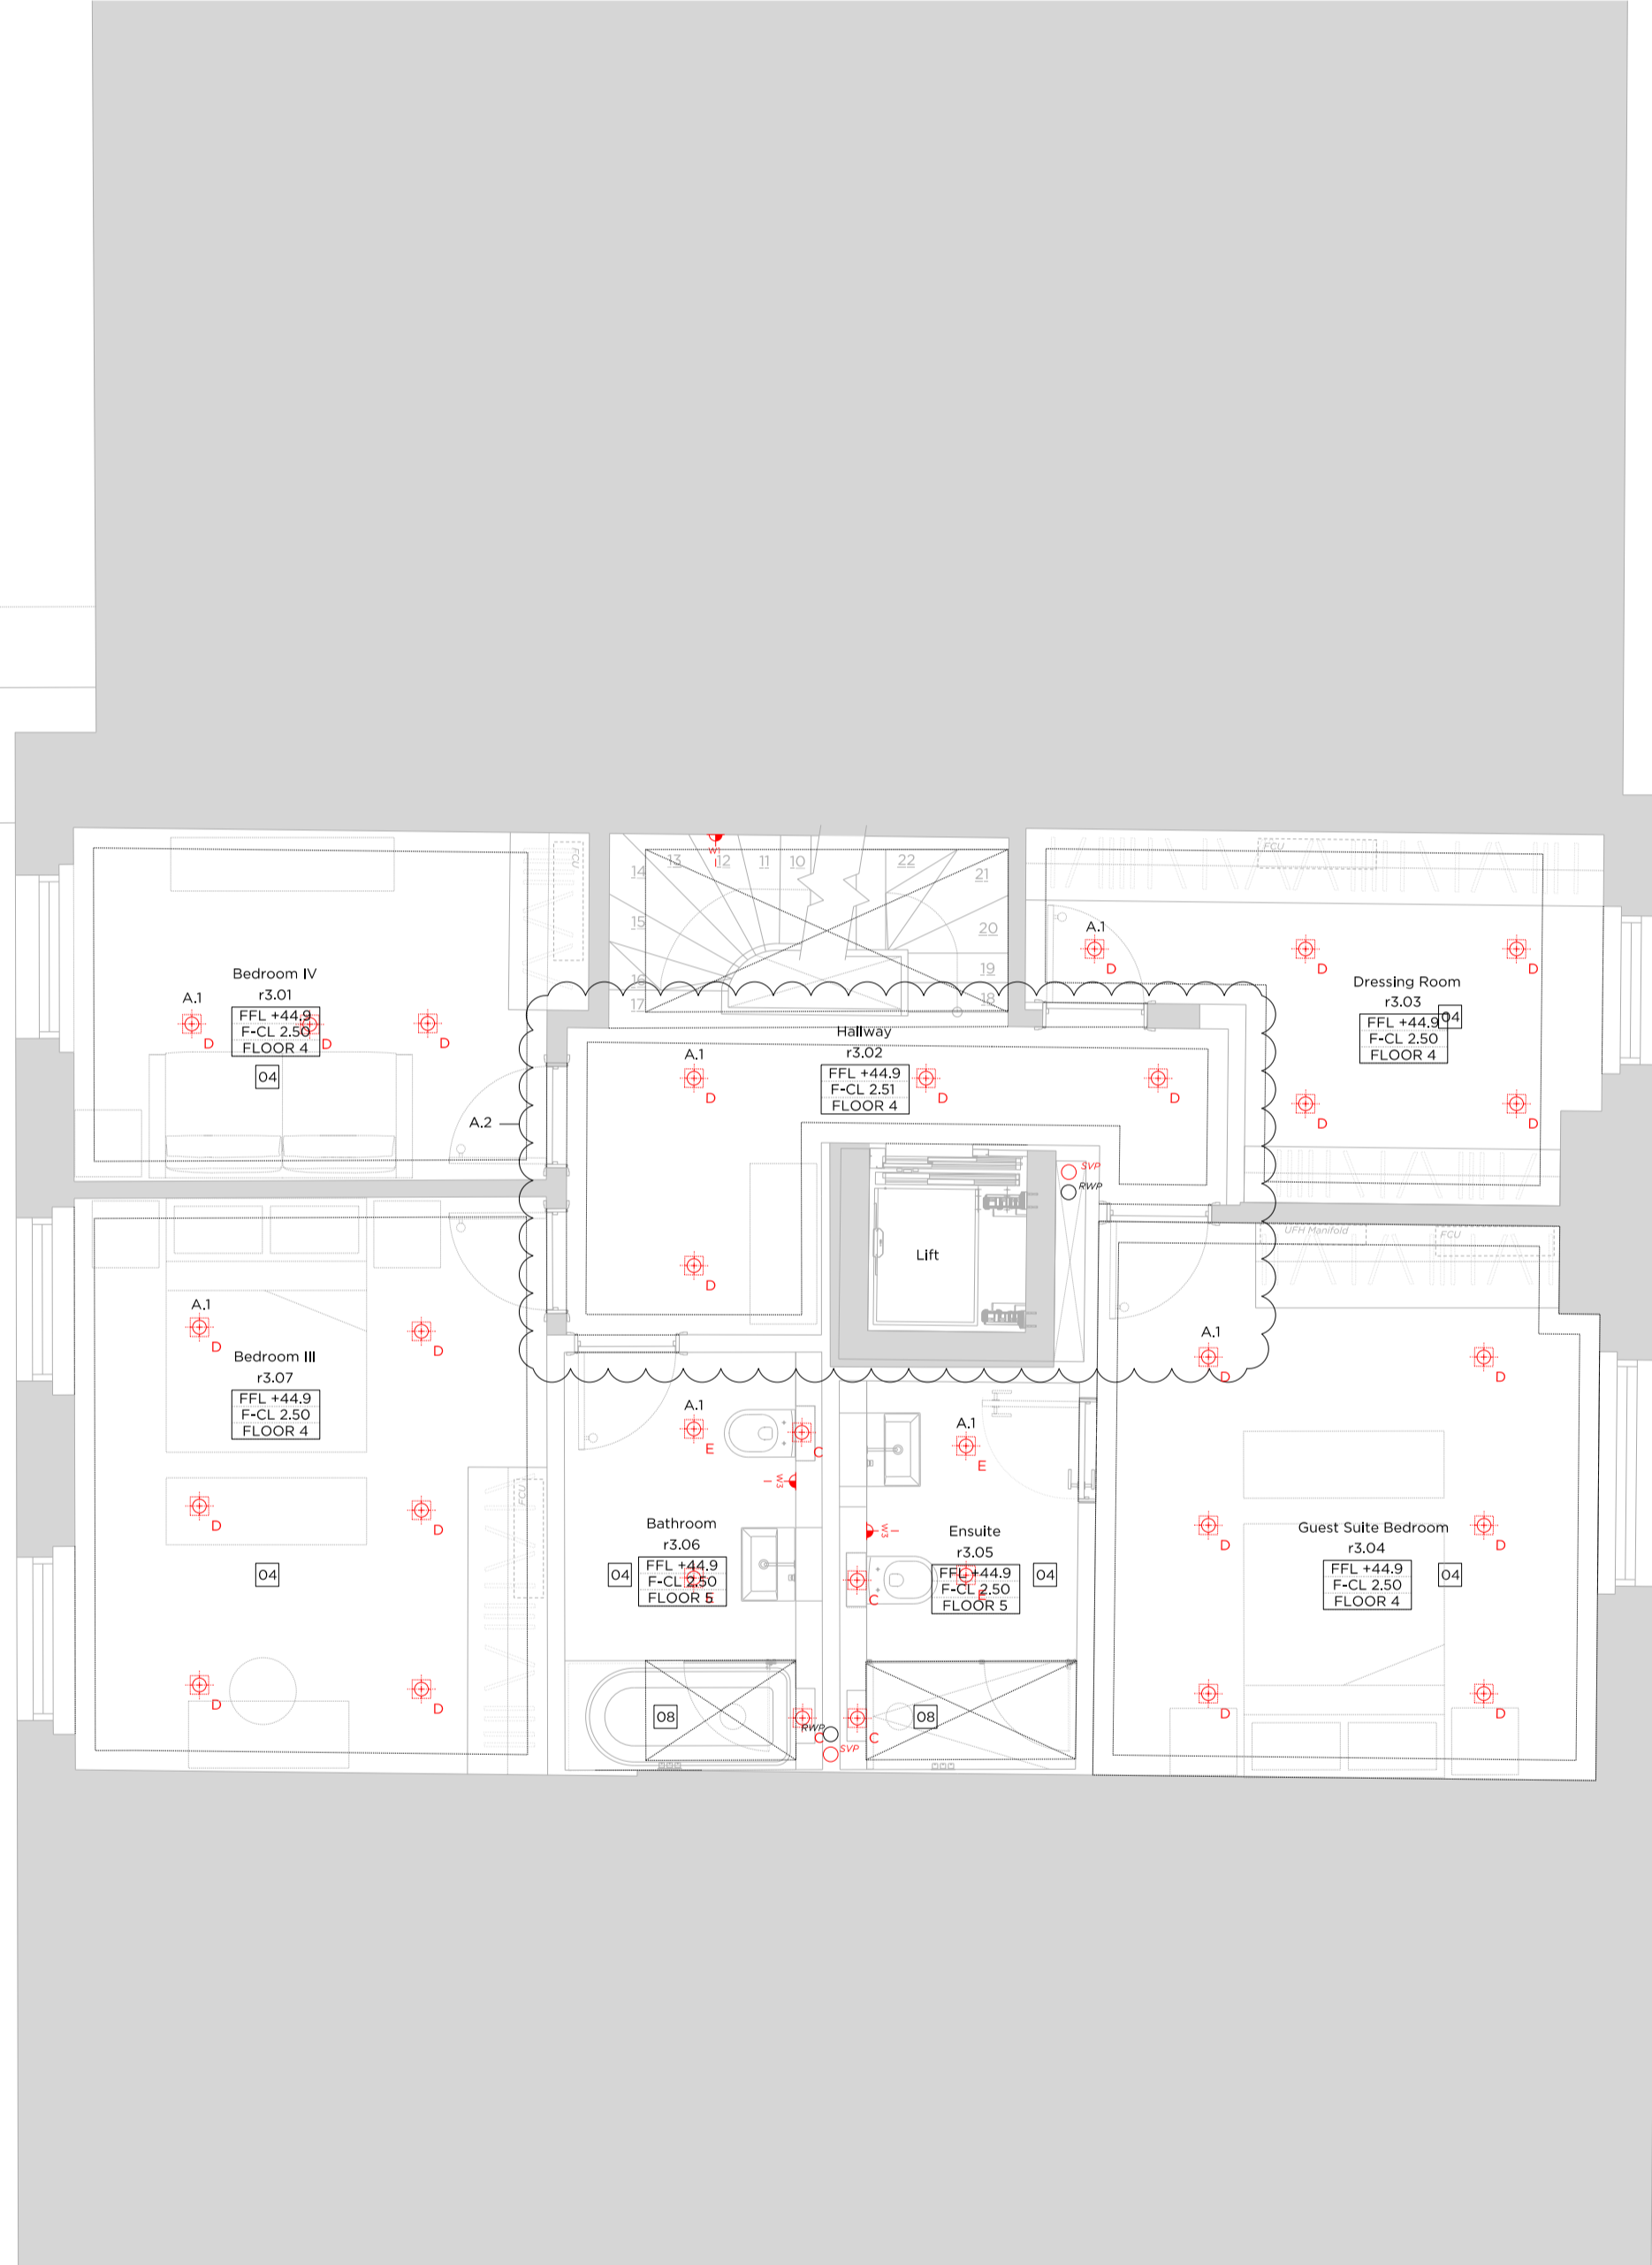 13
12
11
10
22
14
21
15
20
16
19
17
18
W1
FCU
FCU
A.1
D
D
D
Bedroom IV
r3.01
FFL +44.9
F-CL 2.50
FLOOR 4
A.1
D
D
D
04
Dressing Room
r3.03
FFL +44.9
F-CL 2.50
FLOOR 4
04
D
D
Hallway
r3.02
FFL +44.9
F-CL 2.51
FLOOR 4
A.1
D
D
D
D
A.2
SVP
RWP
Lift
UFH Manifold
FCU
A.1
D
D
Bedroom III
r3.07
FFL +44.9
F-CL 2.50
FLOOR 4
D
D
FCU
04
D
D
A.1
E
C
W3
Bathroom
r3.06
FFL +44.9
F-CL 2.50
FLOOR 5
04
E
08
C
RWP
SVP
A.1
E
W3
Ensuite
r3.05
FFL +44.9
F-CL 2.50
FLOOR 5
04
C
E
08
C
A.1
D
D
Guest Suite Bedroom
r3.04
FFL +44.9
F-CL 2.50
FLOOR 4
04
D
D
D
D